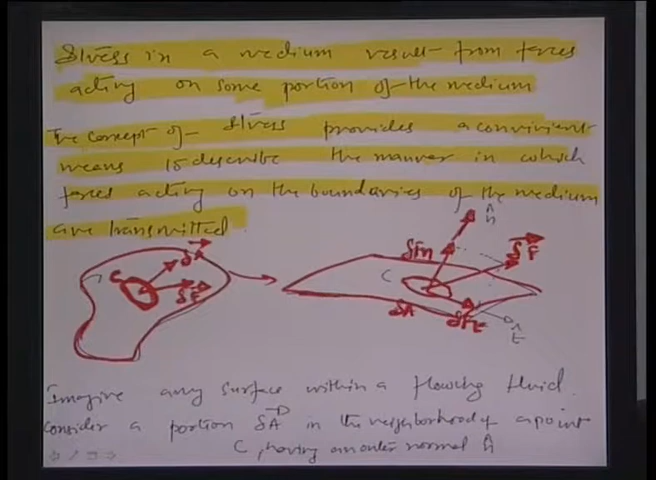 Stress in a medium result from forces
acting on some portion of the medium
The concept of stress provides a convinient
means to describe the manner in which
forces acting on the boundaries of the medium
are transmitted
C δA δF
C δFn n̂ δF
δA δFt t̂
Imagine any surface within a flowing fluid.
Consider a portion δA in the neighborhood of a point
C, having an outer normal n̂